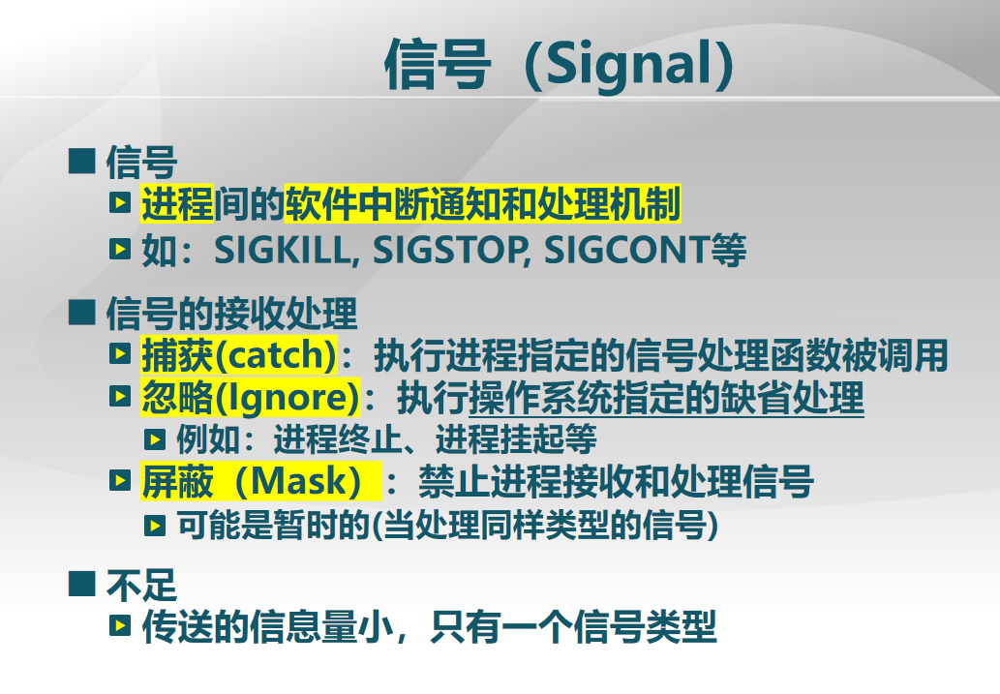 信号（Signal）
信号
进程间的软件中断通知和处理机制
如：SIGKILL, SIGSTOP, SIGCONT等
信号的接收处理
捕获(catch)：执行进程指定的信号处理函数被调用
忽略(Ignore)：执行操作系统指定的缺省处理
例如：进程终止、进程挂起等
屏蔽（Mask）：禁止进程接收和处理信号
可能是暂时的(当处理同样类型的信号)
不足
传送的信息量小，只有一个信号类型